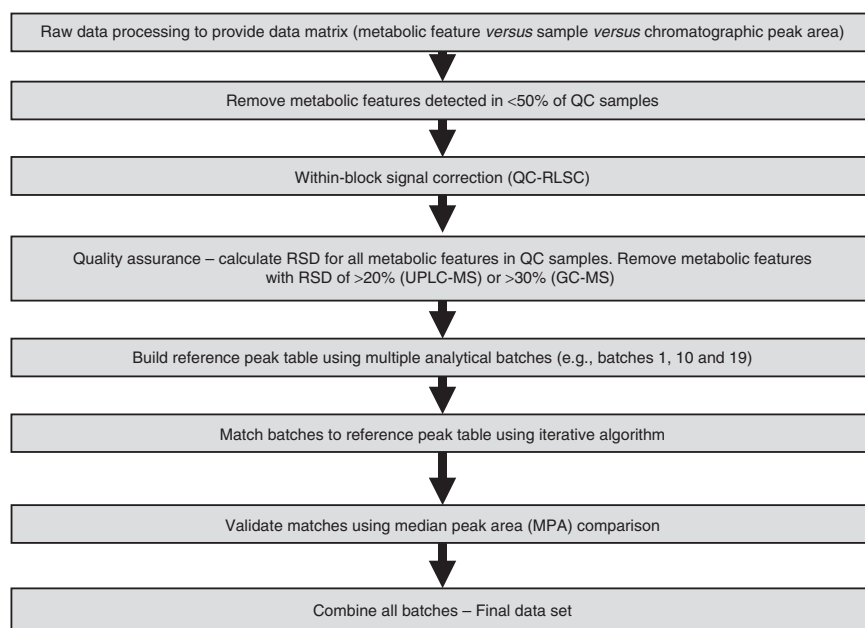 Raw data processing to provide data matrix (metabolic feature versus sample versus chromatographic peak area)
Remove metabolic features detected in <50% of QC samples
Within-block signal correction (QC-RLSC)
Quality assurance – calculate RSD for all metabolic features in QC samples. Remove metabolic features
with RSD of >20% (UPLC-MS) or >30% (GC-MS)
Build reference peak table using multiple analytical batches (e.g., batches 1, 10 and 19)
Match batches to reference peak table using iterative algorithm
Validate matches using median peak area (MPA) comparison
Combine all batches – Final data set